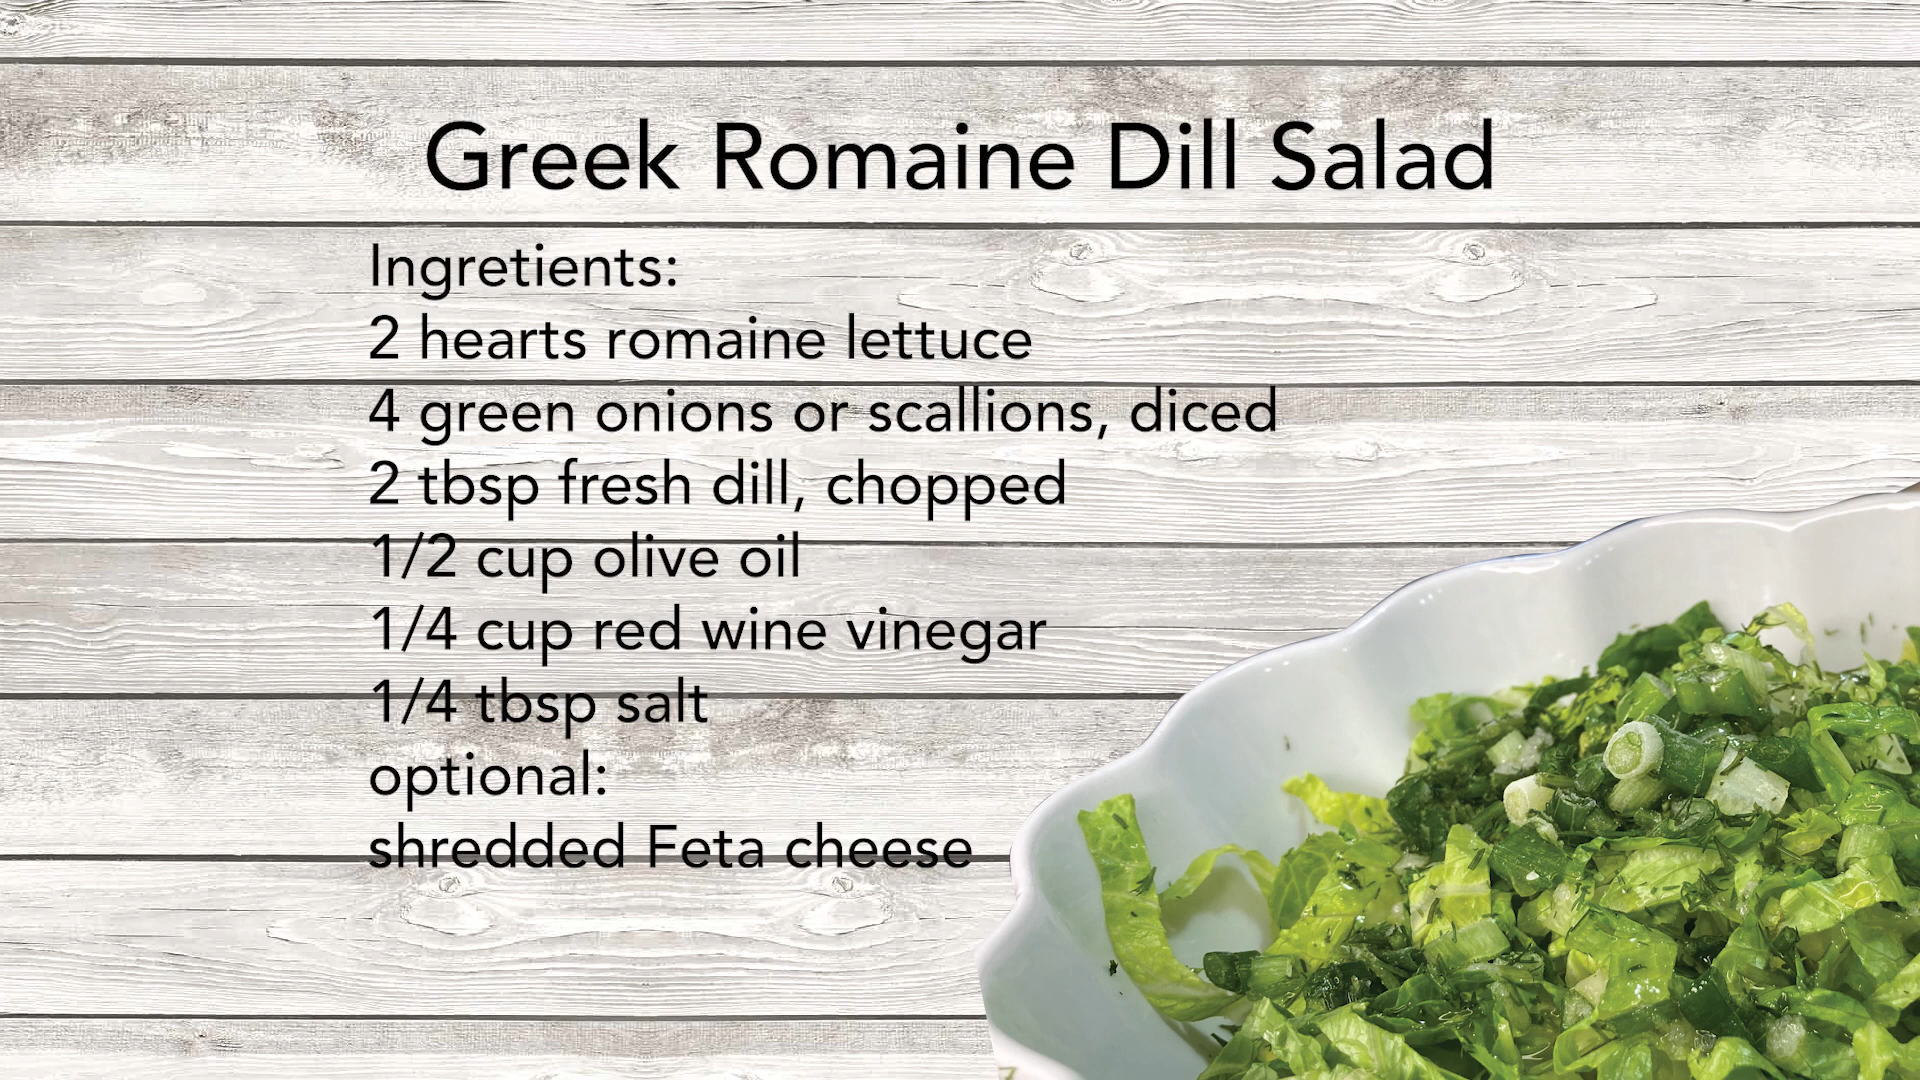 Greek Romaine Dill Salad
Ingretients:
2 hearts romaine lettuce
4 green onions or scallions, diced
2 tbsp fresh dill, chopped
1/2 cup olive oil
1/4 cup red wine vinegar
1/4 tbsp salt
optional:
shredded Feta cheese